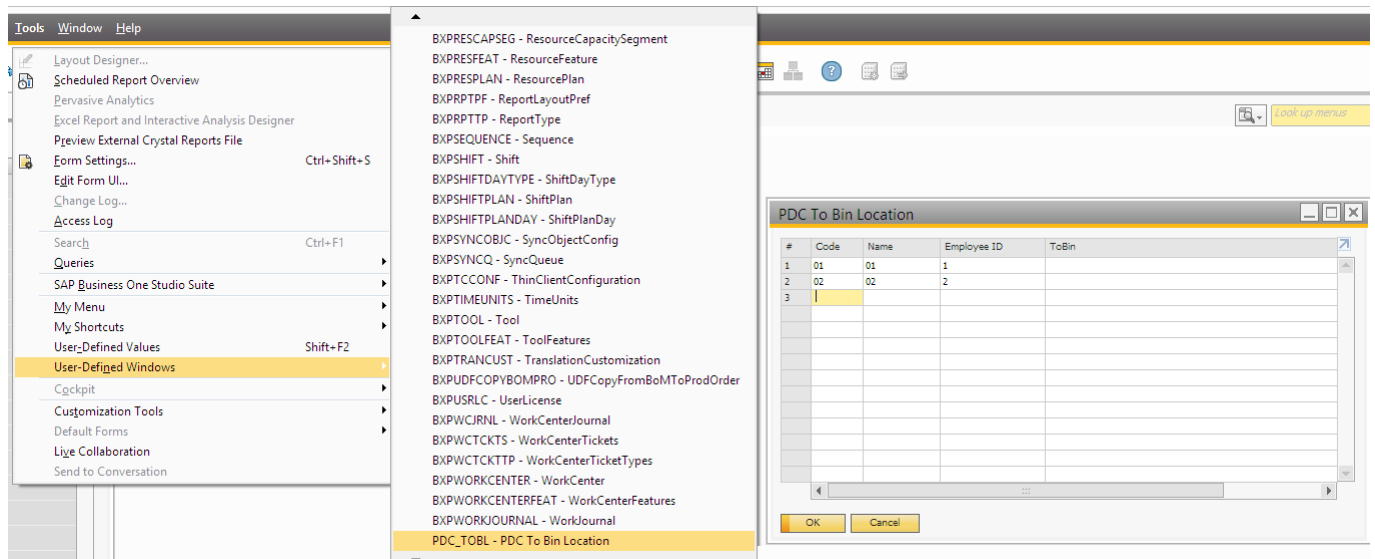 Tools Window Help
Layout Designer...
Scheduled Report Overview
Pervasive Analytics
Excel Report and Interactive Analysis Designer
Preview External Crystal Reports File
Form Settings... Ctrl+Shift+S
Edit Form UI...
Change Log...
Access Log
Search Ctrl+F1
Queries
SAP Business One Studio Suite
My Menu
My Shortcuts
User-Defined Values Shift+F2
User-Defined Windows
Cockpit
Customization Tools
Default Forms
Live Collaboration
Send to Conversation
BXPRESCAPSEG - ResourceCapacitySegment
BXPRESFEAT - ResourceFeature
BXPRESPLAN - ResourcePlan
BXPRPTPF - ReportLayoutPref
BXPRPTTP - ReportType
BXPSEQUENCE - Sequence
BXPSHIFT - Shift
BXPSHIFTDAYTYPE - ShiftDayType
BXPSHIFTPLAN - ShiftPlan
BXPSHIFTPLANDAY - ShiftPlanDay
BXPSYNCOBJC - SyncObjectConfig
BXPSYNCQ - SyncQueue
BXPTCCONF - ThinClientConfiguration
BXPTIMEUNITS - TimeUnits
BXPTOOL - Tool
BXPTOOLFEAT - ToolFeatures
BXPTRANCUST - TranslationCustomization
BXPUDFCOPYBOMPRO - UDFCopyFromBoMToProdOrder
BXPUSRLC - UserLicense
BXPWCJRNL - WorkCenterJournal
BXPWCTCKTS - WorkCenterTickets
BXPWCTCKTTP - WorkCenterTicketTypes
BXPWORKCENTER - WorkCenter
BXPWORKCENTERFEAT - WorkCenterFeatures
BXPWORKJOURNAL - WorkJournal
PDC_TOBL - PDC To Bin Location
Look up menus
PDC To Bin Location
# Code Name Employee ID ToBin
1 01 01 1
2 02 02 2
3
OK Cancel